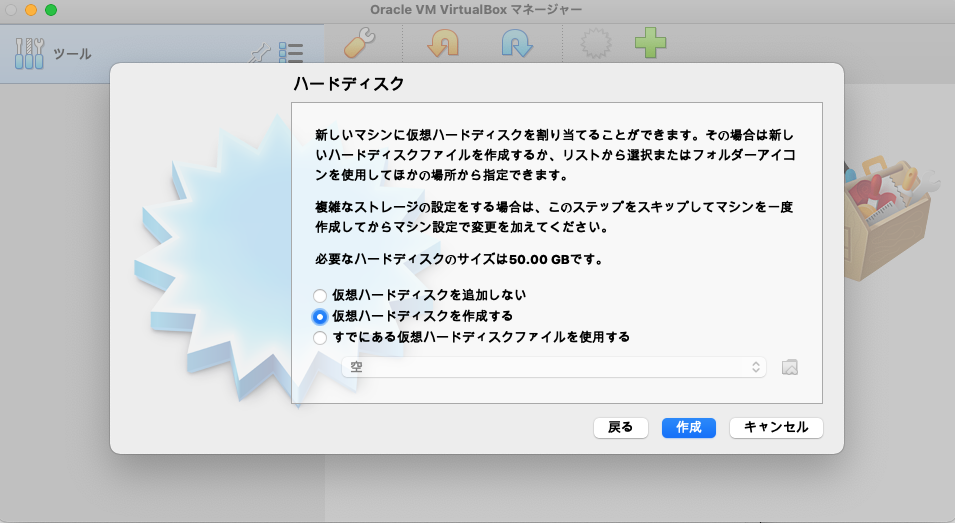 Oracle VM VirtualBox マネージャー
ツール
ハードディスク
新しいマシンに仮想ハードディスクを割り当てることができます。その場合は新し
いハードディスクファイルを作成するか、リストから選択またはフォルダーアイコ
ンを使用してほかの場所から指定できます。
複雑なストレージの設定をする場合は、このステップをスキップしてマシンを一度
作成してからマシン設定で変更を加えてください。
必要なハードディスクのサイズは50.00 GBです。
仮想ハードディスクを追加しない
仮想ハードディスクを作成する
すでにある仮想ハードディスクファイルを使用する
空
戻る
作成
キャンセル